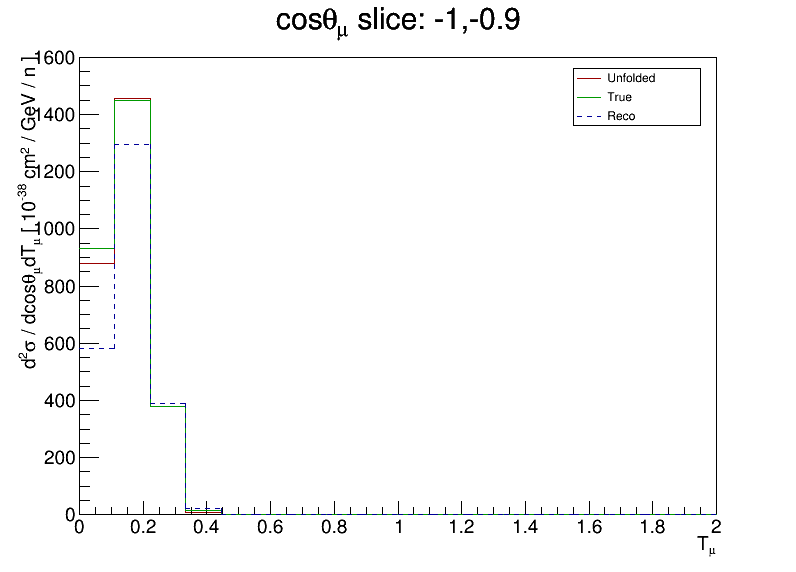 cosθμ slice: -1,-0.9
d²σ / dcosθμdTμ [ 10⁻³⁸ cm² / GeV / n ]
1600
1400
1200
1000
800
600
400
200
0
Unfolded
True
Reco
0 0.2 0.4 0.6 0.8 1 1.2 1.4 1.6 1.8 2
Tμ